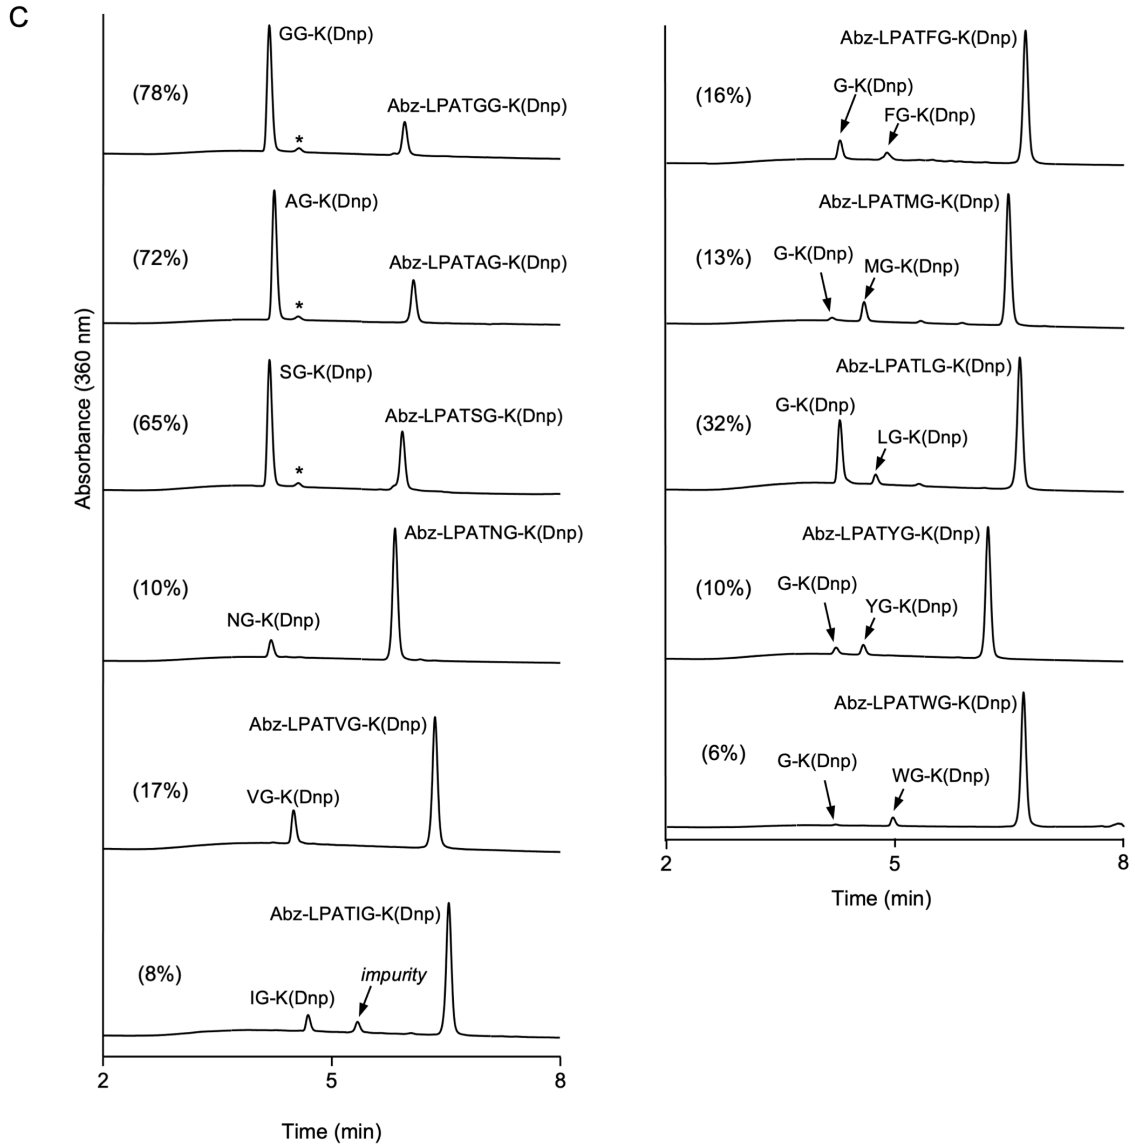 C
Absorbance (360 nm)
(78%)
GG-K(Dnp)
*
Abz-LPATGG-K(Dnp)
(72%)
AG-K(Dnp)
*
Abz-LPATAG-K(Dnp)
(65%)
SG-K(Dnp)
*
Abz-LPATSG-K(Dnp)
(10%)
NG-K(Dnp)
Abz-LPATNG-K(Dnp)
(17%)
VG-K(Dnp)
Abz-LPATVG-K(Dnp)
(8%)
IG-K(Dnp)
impurity
Abz-LPATIG-K(Dnp)
2 5 8
Time (min)
(16%)
G-K(Dnp)
FG-K(Dnp)
Abz-LPATFG-K(Dnp)
(13%)
G-K(Dnp)
MG-K(Dnp)
Abz-LPATMG-K(Dnp)
(32%)
G-K(Dnp)
LG-K(Dnp)
Abz-LPATLG-K(Dnp)
(10%)
G-K(Dnp)
YG-K(Dnp)
Abz-LPATYG-K(Dnp)
(6%)
G-K(Dnp)
WG-K(Dnp)
Abz-LPATWG-K(Dnp)
2 5 8
Time (min)